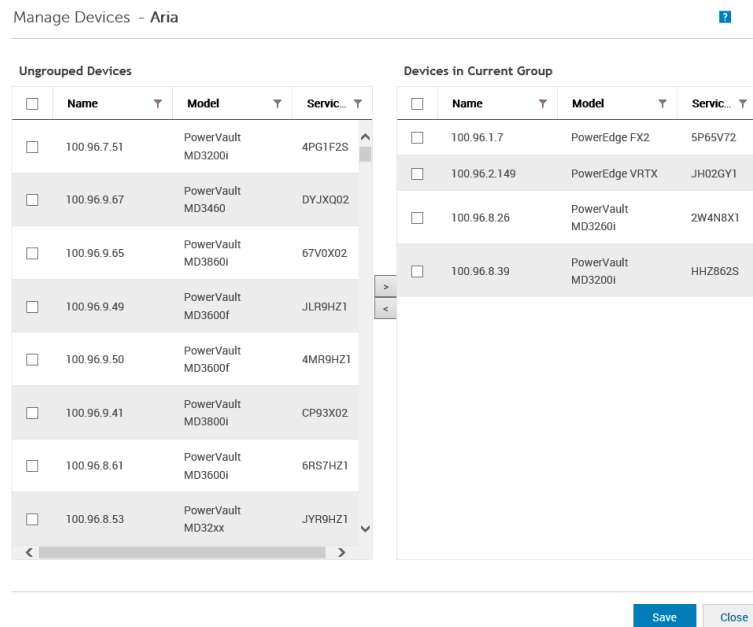 Manage Devices - Aria
?
Ungrouped Devices
Name Model Servic...
100.96.7.51 PowerVault MD3200i 4PG1F2S
100.96.9.67 PowerVault MD3460 DYJXQ02
100.96.9.65 PowerVault MD3860i 67V0X02
100.96.9.49 PowerVault MD3600f JLR9HZ1
100.96.9.50 PowerVault MD3600f 4MR9HZ1
100.96.9.41 PowerVault MD3800i CP93X02
100.96.8.61 PowerVault MD3600i 6RS7HZ1
100.96.8.53 PowerVault MD32xx JYR9HZ1
>
<
Devices in Current Group
Name Model Servic...
100.96.1.7 PowerEdge FX2 5P65V72
100.96.2.149 PowerEdge VRTX JH02GY1
100.96.8.26 PowerVault MD3260i 2W4N8X1
100.96.8.39 PowerVault MD3200i HHZ862S
Save Close